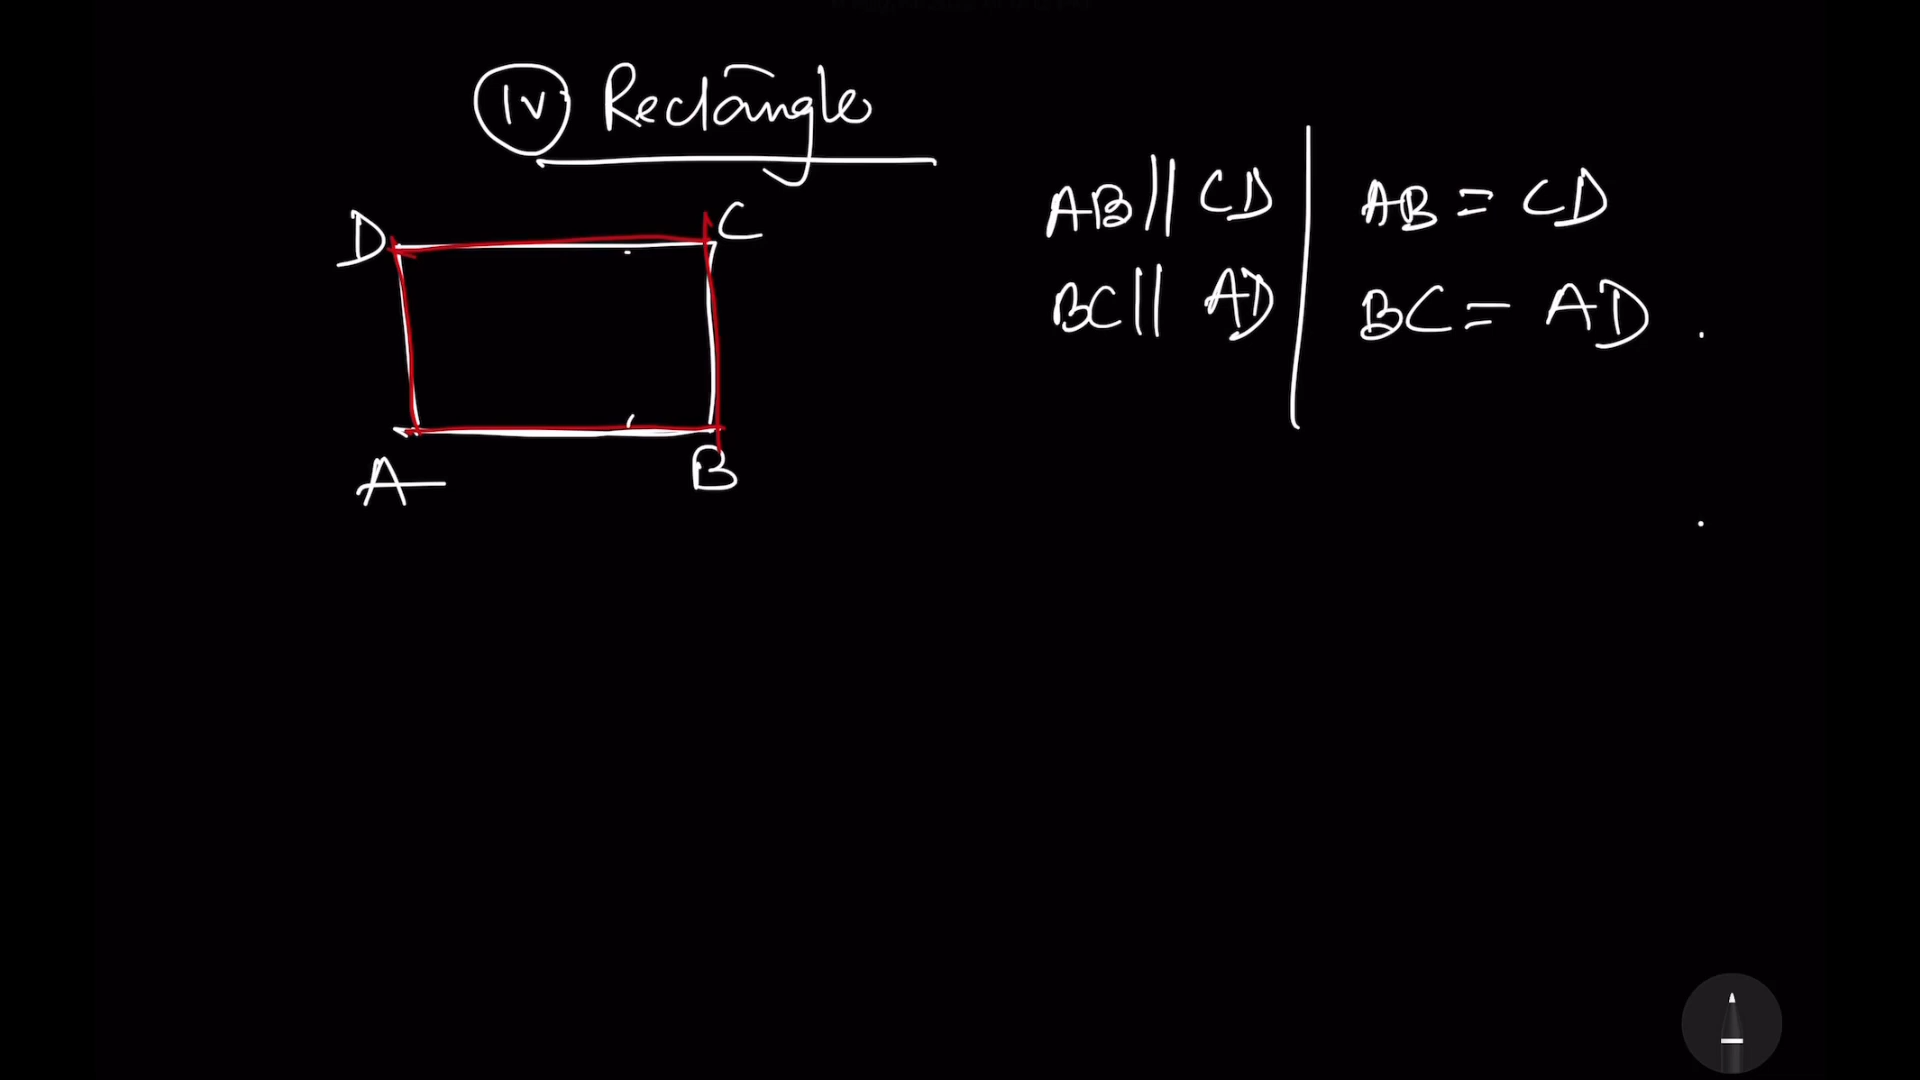 iv Rectangle
D C
A B
AB || CD | AB = CD
BC || AD | BC = AD .